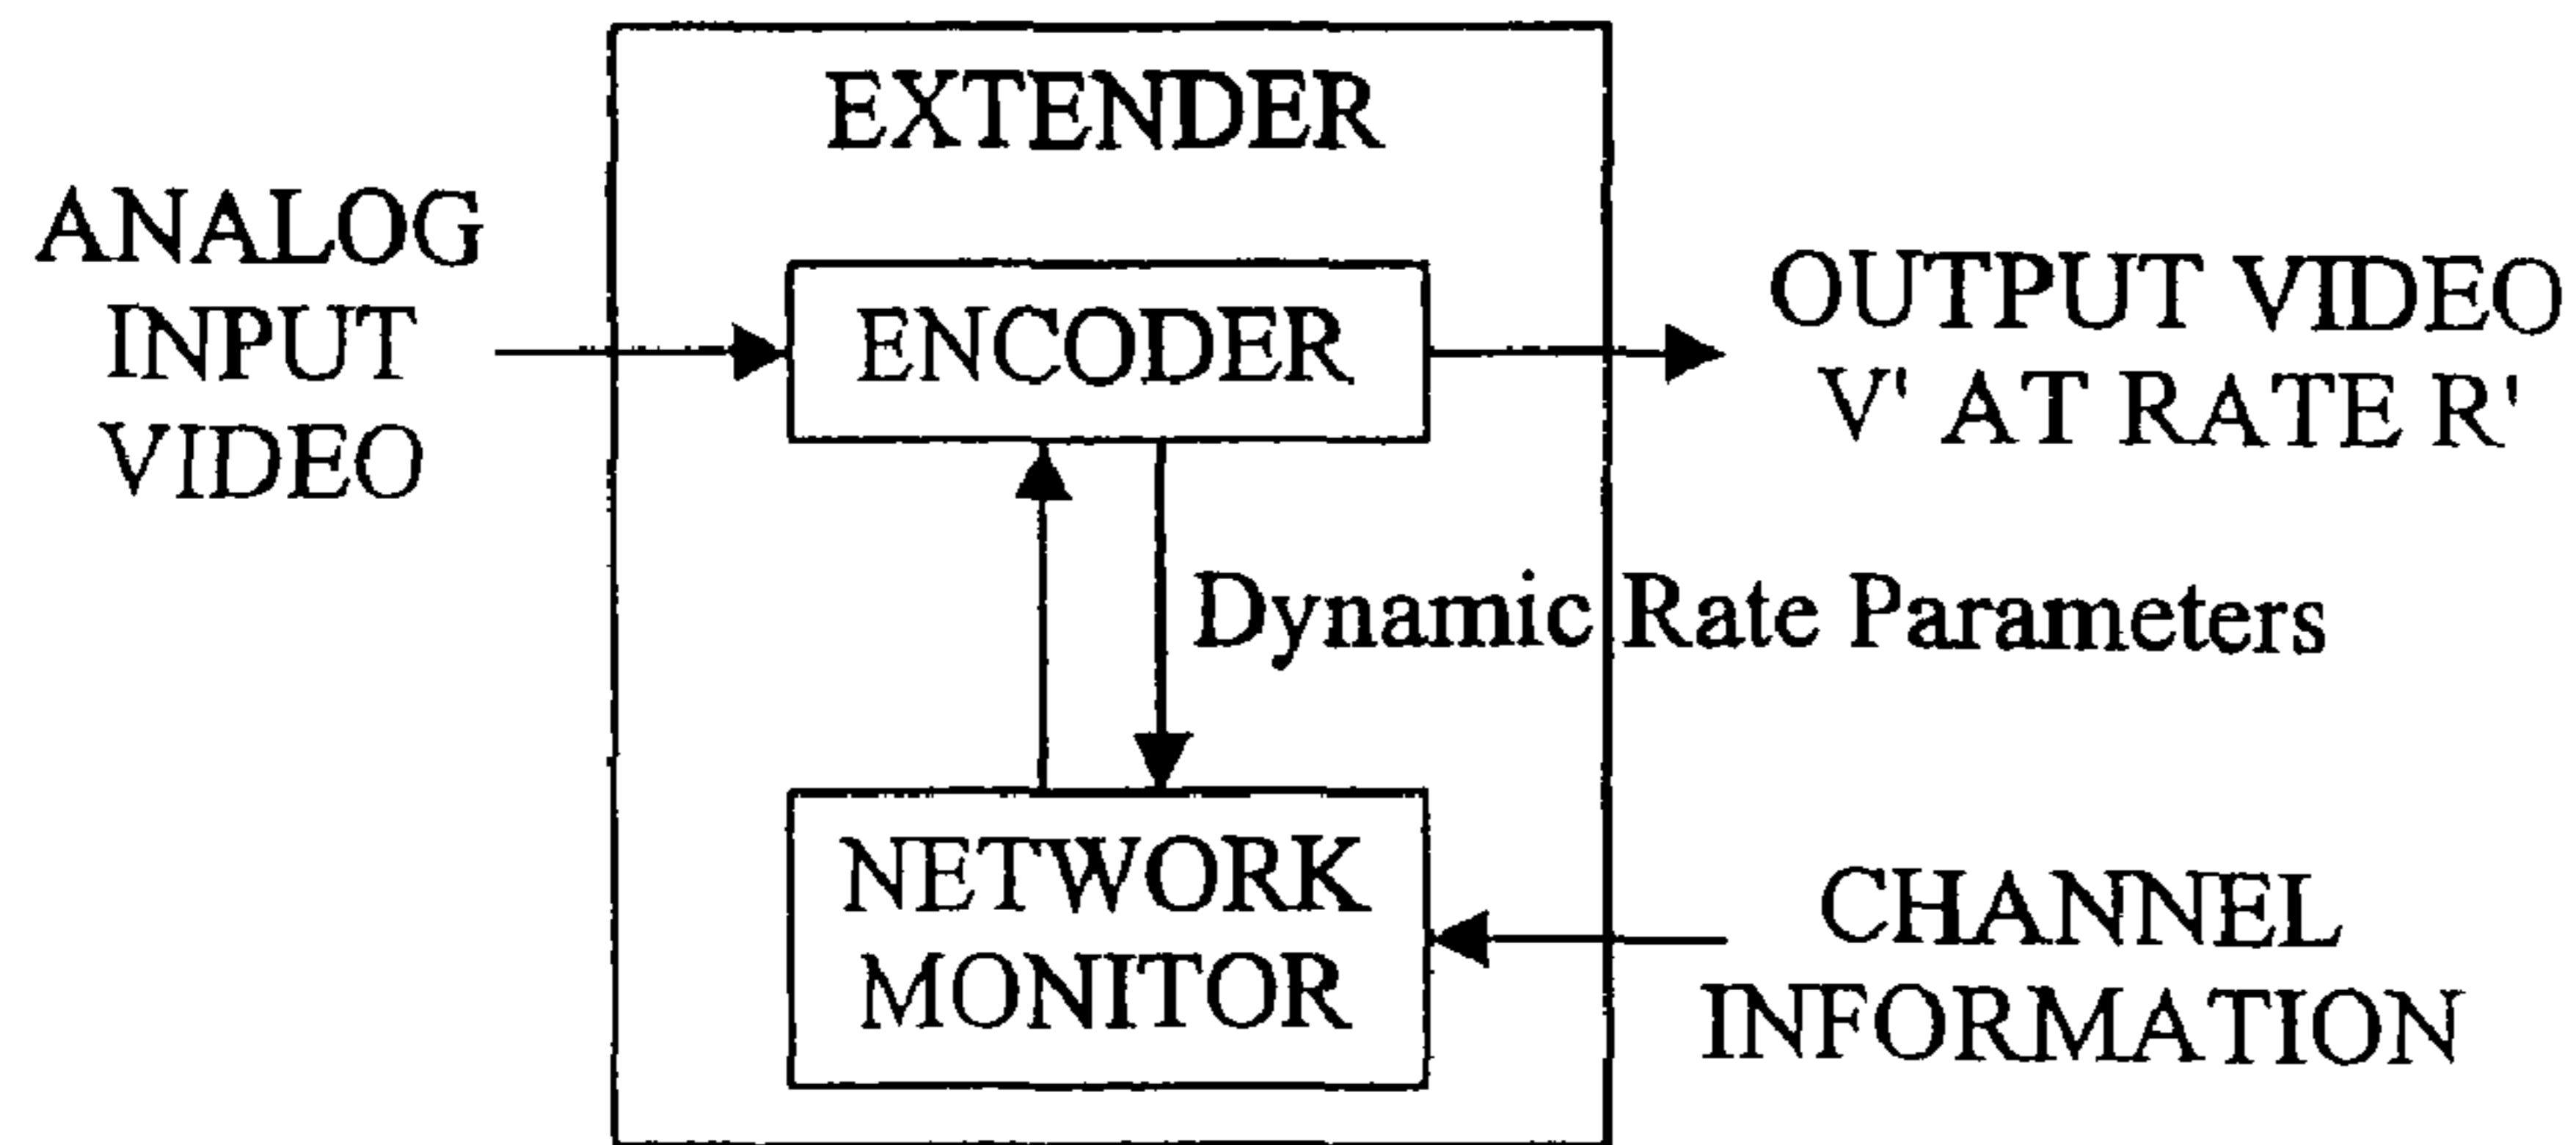 EXTENDER
ANALOG
INPUT
VIDEO
ENCODER
OUTPUT VIDEO
V' AT RATE R'
Dynamic Rate Parameters
NETWORK
MONITOR
CHANNEL
INFORMATION